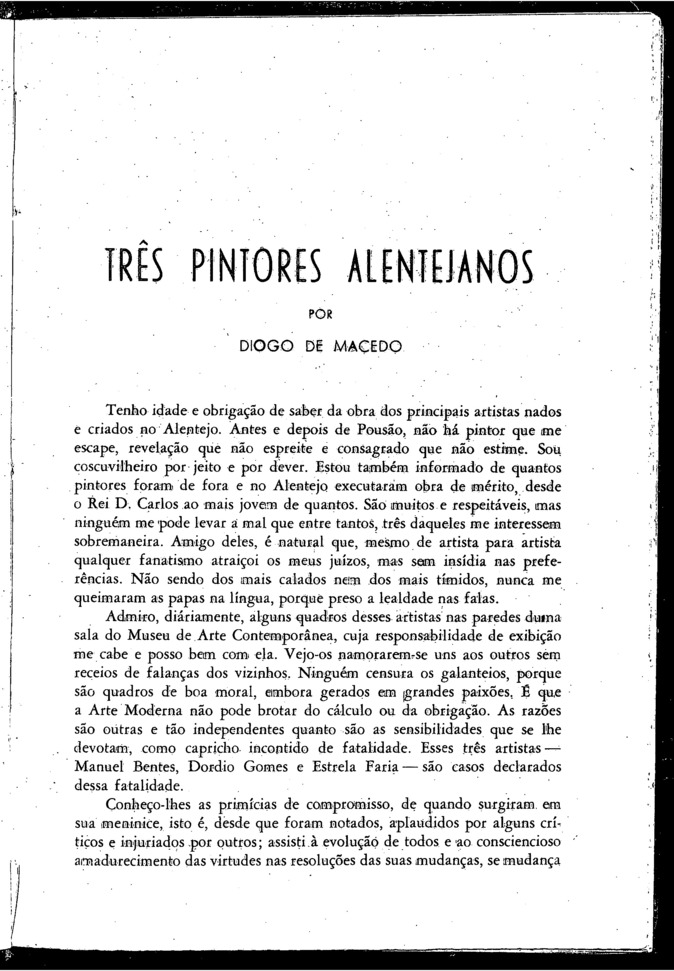 TRÊS PINTORES ALENTEJANOS
POR
DIOGO DE MACEDO
Tenho idade e obrigação de saber da obra dos principais artistas nados
e criados no Alentejo. Antes e depois de Pousão, não há pintor que me
escape, revelação que não espreite e consagrado que não estime. Sou
coscuvilheiro por jeito e por dever. Estou também informado de quantos
pintores foram de fora e no Alentejo executaram obra de mérito, desde
o Rei D. Carlos ao mais jovem de quantos. São muitos e respeitáveis, mas
ninguém me pode levar a mal que entre tantos, três daqueles me interessem
sobremaneira. Amigo deles, é natural que, mesmo de artista para artista
qualquer fanatismo atraiçoi os meus juízos, mas sem insídia nas prefe-
rências. Não sendo dos mais calados nem dos mais tímidos, nunca me
queimaram as papas na língua, porque preso a lealdade nas falas.
Admiro, diáriamente, alguns quadros desses artistas nas paredes duma
sala do Museu de Arte Contemporânea, cuja responsabilidade de exibição
me cabe e posso bem com ela. Vejo-os namorarem-se uns aos outros sem
receios de falanças dos vizinhos. Ninguém censura os galanteios, porque
são quadros de boa moral, embora gerados em grandes paixões. É que
a Arte Moderna não pode brotar do cálculo ou da obrigação. As razões
são outras e tão independentes quanto são as sensibilidades que se lhe
devotam, como capricho incontido de fatalidade. Esses três artistas —
Manuel Bentes, Dordio Gomes e Estrela Faria — são casos declarados
dessa fatalidade.
Conheço-lhes as primícias de compromisso, de quando surgiram em
sua meninice, isto é, desde que foram notados, aplaudidos por alguns crí-
ticos e injuriados por outros; assisti à evolução de todos e ao consciencioso
amadurecimento das virtudes nas resoluções das suas mudanças, se mudança